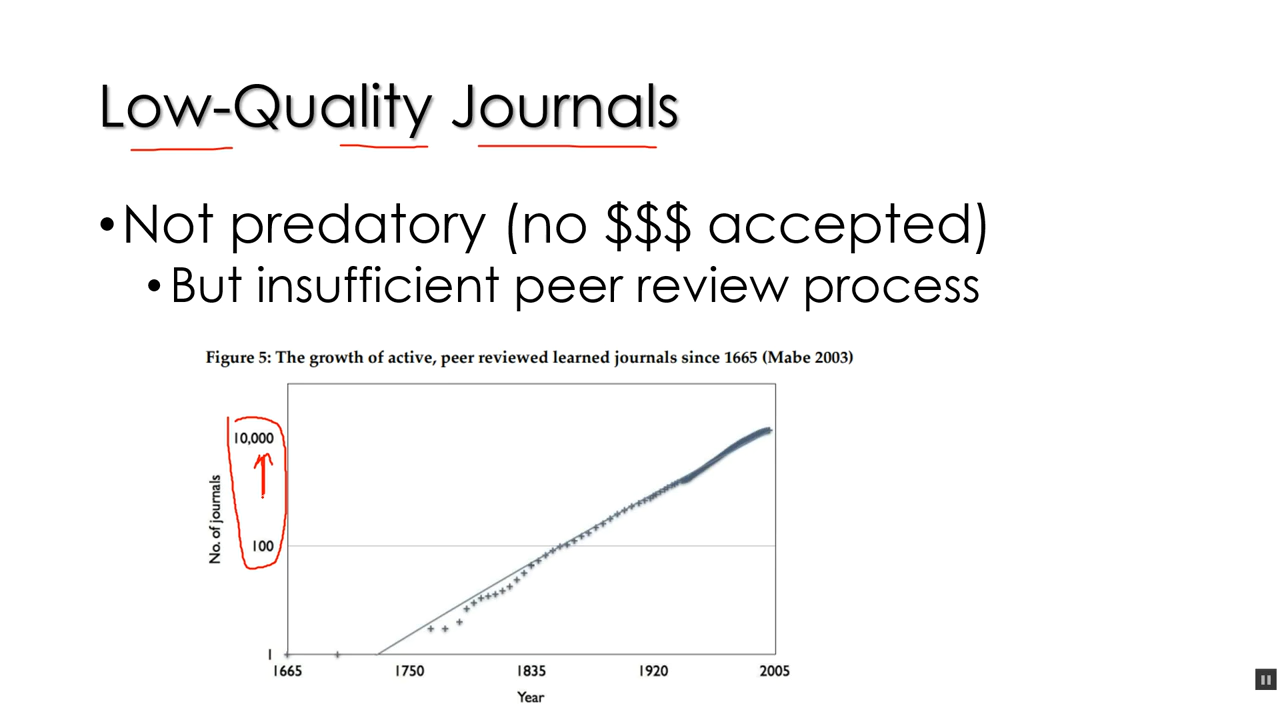 Low-Quality Journals
•Not predatory (no $$$ accepted)
•But insufficient peer review process
Figure 5: The growth of active, peer reviewed learned journals since 1665 (Mabe 2003)
10,000
No. of journals
100
1
1665 1750 1835 1920 2005
Year